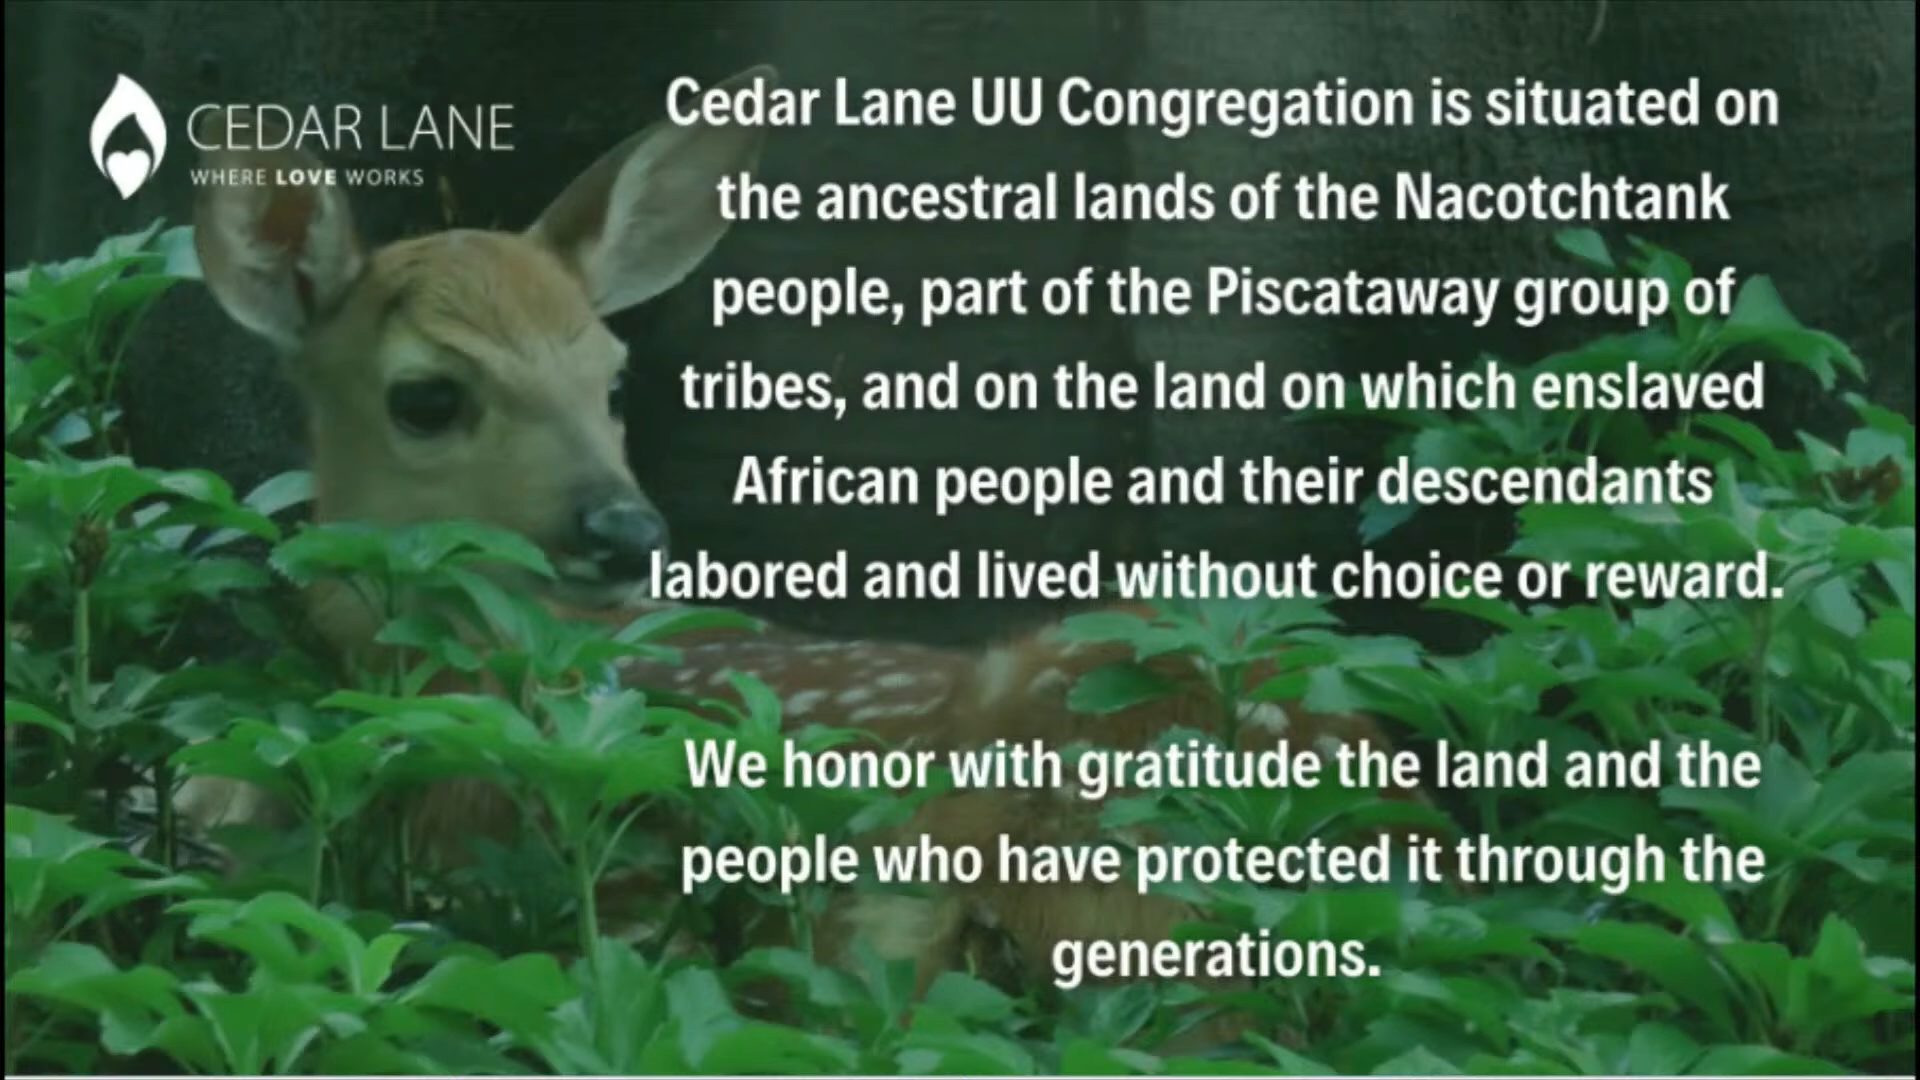 CEDAR LANE
WHERE LOVE WORKS
Cedar Lane UU Congregation is situated on
the ancestral lands of the Nacotchtank
people, part of the Piscataway group of
tribes, and on the land on which enslaved
African people and their descendants
labored and lived without choice or reward.
We honor with gratitude the land and the
people who have protected it through the
generations.